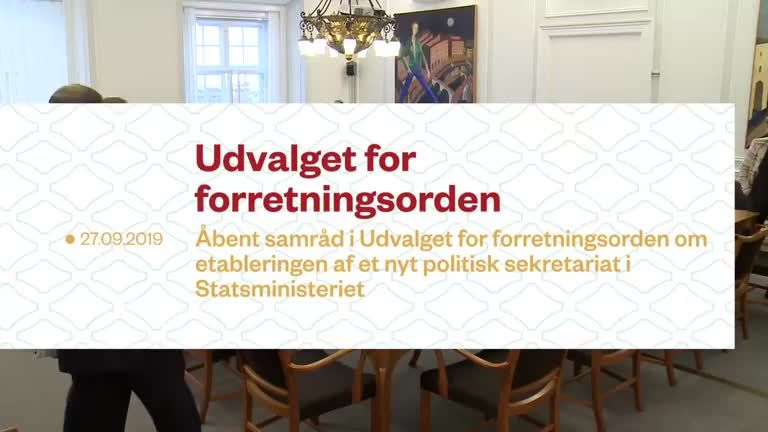 Udvalget for
forretningsorden
27.09.2019
Åbent samråd i Udvalget for forretningsorden om
etableringen af et nyt politisk sekretariat i
Statsministeriet